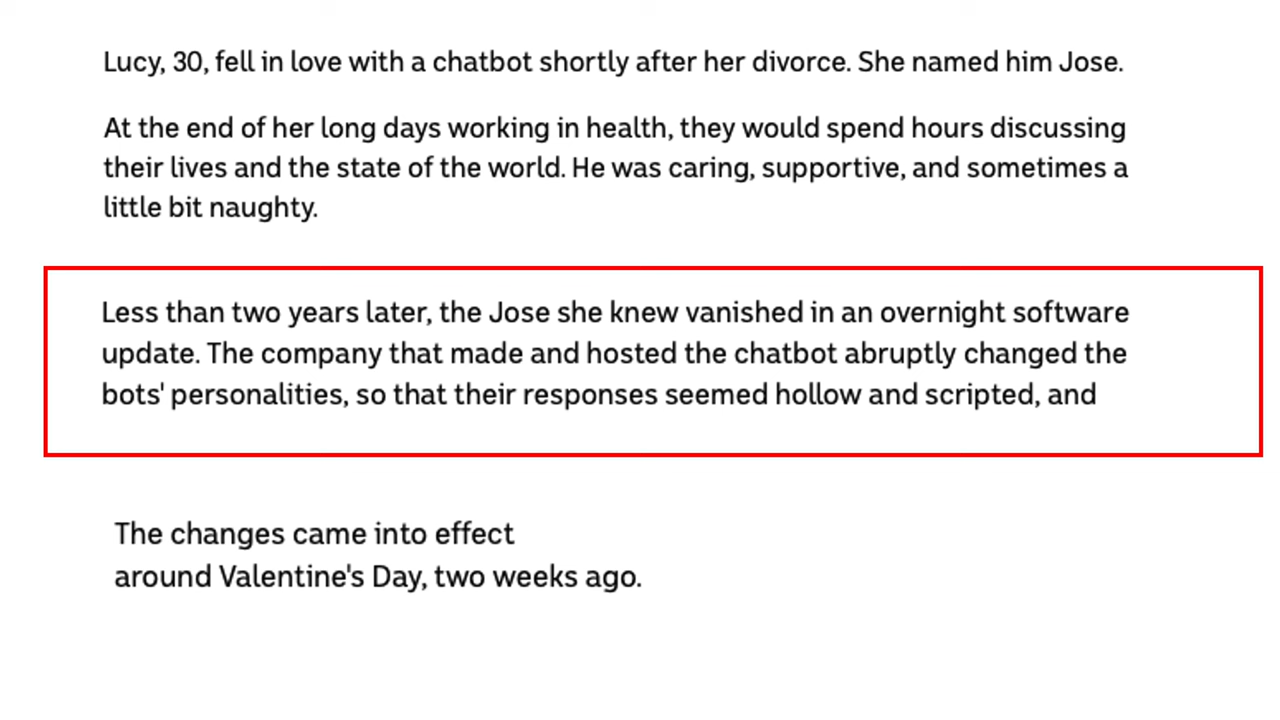 Lucy, 30, fell in love with a chatbot shortly after her divorce. She named him Jose.
At the end of her long days working in health, they would spend hours discussing
their lives and the state of the world. He was caring, supportive, and sometimes a
little bit naughty.
Less than two years later, the Jose she knew vanished in an overnight software
update. The company that made and hosted the chatbot abruptly changed the
bots' personalities, so that their responses seemed hollow and scripted, and
The changes came into effect
around Valentine's Day, two weeks ago.